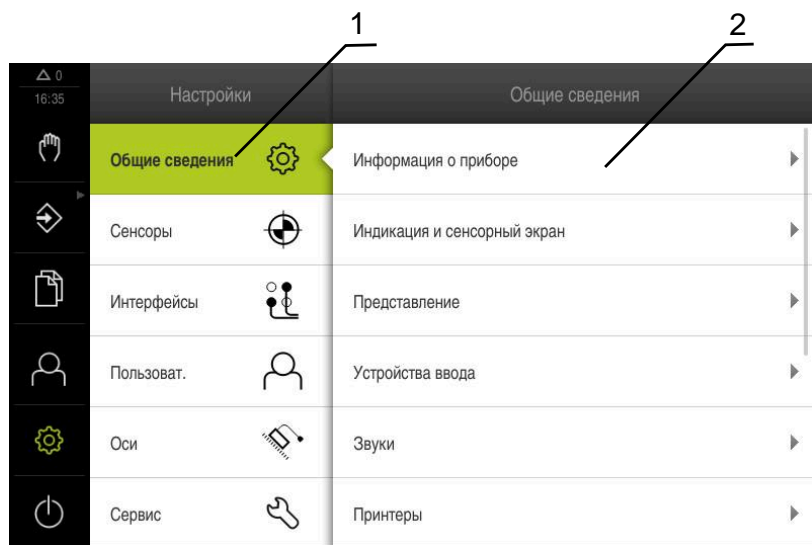 1
2
0
16:35
Настройки
Общие сведения
Общие сведения
Информация о приборе
Сенсоры
Индикация и сенсорный экран
Интерфейсы
Представление
Пользоват.
Устройства ввода
Оси
Звуки
Сервис
Принтеры